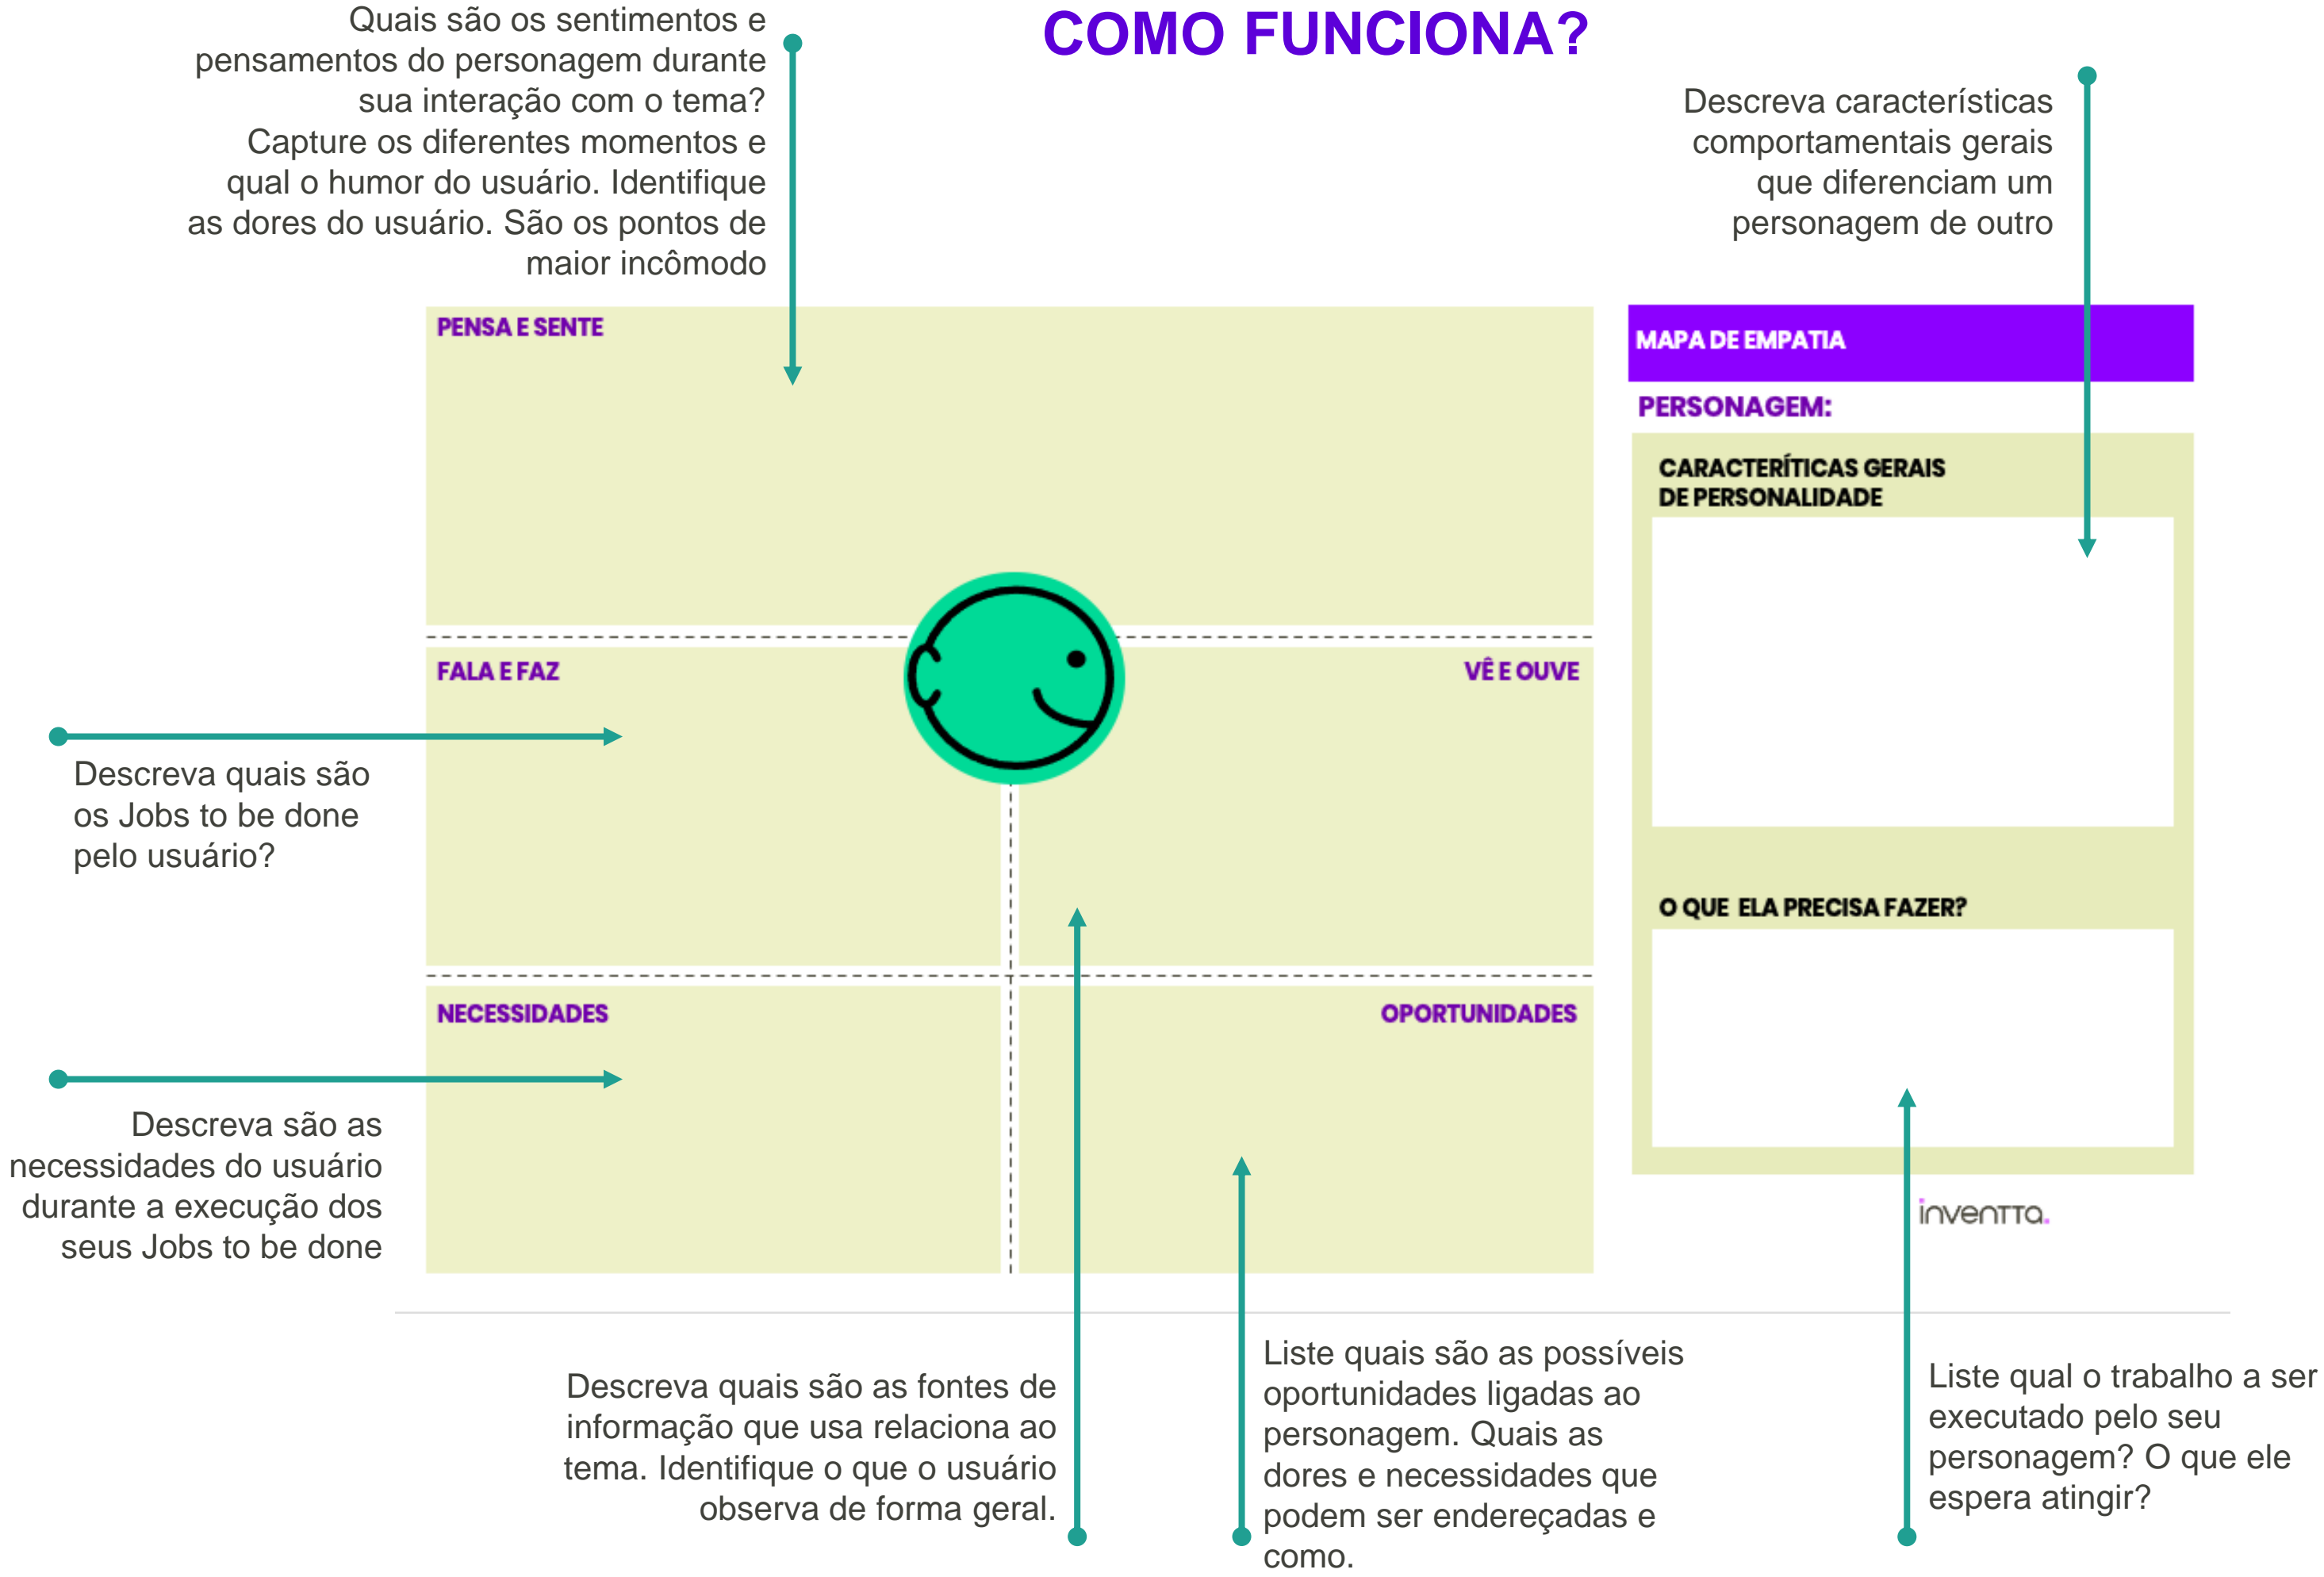 COMO FUNCIONA?
Quais são os sentimentos e
pensamentos do personagem durante
sua interação com o tema?
Capture os diferentes momentos e
qual o humor do usuário. Identifique
as dores do usuário. São os pontos de
maior incômodo
Descreva características
comportamentais gerais
que diferenciam um
personagem de outro
PENSA E SENTE
FALA E FAZ
VÊ E OUVE
Descreva quais são
os Jobs to be done
pelo usuário?
NECESSIDADES
OPORTUNIDADES
Descreva são as
necessidades do usuário
durante a execução dos
seus Jobs to be done
MAPA DE EMPATIA
PERSONAGEM:
CARACTERÍTICAS GERAIS
DE PERSONALIDADE
O QUE ELA PRECISA FAZER?
inventta.
Descreva quais são as fontes de
informação que usa relaciona ao
tema. Identifique o que o usuário
observa de forma geral.
Liste quais são as possíveis
oportunidades ligadas ao
personagem. Quais as
dores e necessidades que
podem ser endereçadas e
como.
Liste qual o trabalho a ser
executado pelo seu
personagem? O que ele
espera atingir?